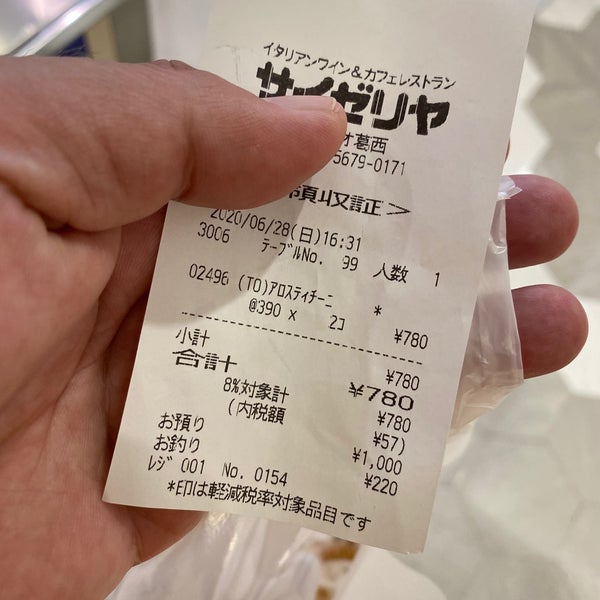 イタリアンワイン&カフェレストラン
サイゼリヤ
オ葛西
5679-0171
領収証>
2020/06/28(日)16:31
3006 テーブルNo. 99 人数 1
02496 (TO)アロスティチーニ *
@390 x 2コ ¥780
小計 ¥780
合計 ¥780
8%対象計 ¥780
(内税額 ¥57)
お預り ¥1,000
お釣り ¥220
レジ 001 No. 0154
*印は軽減税率対象品目です